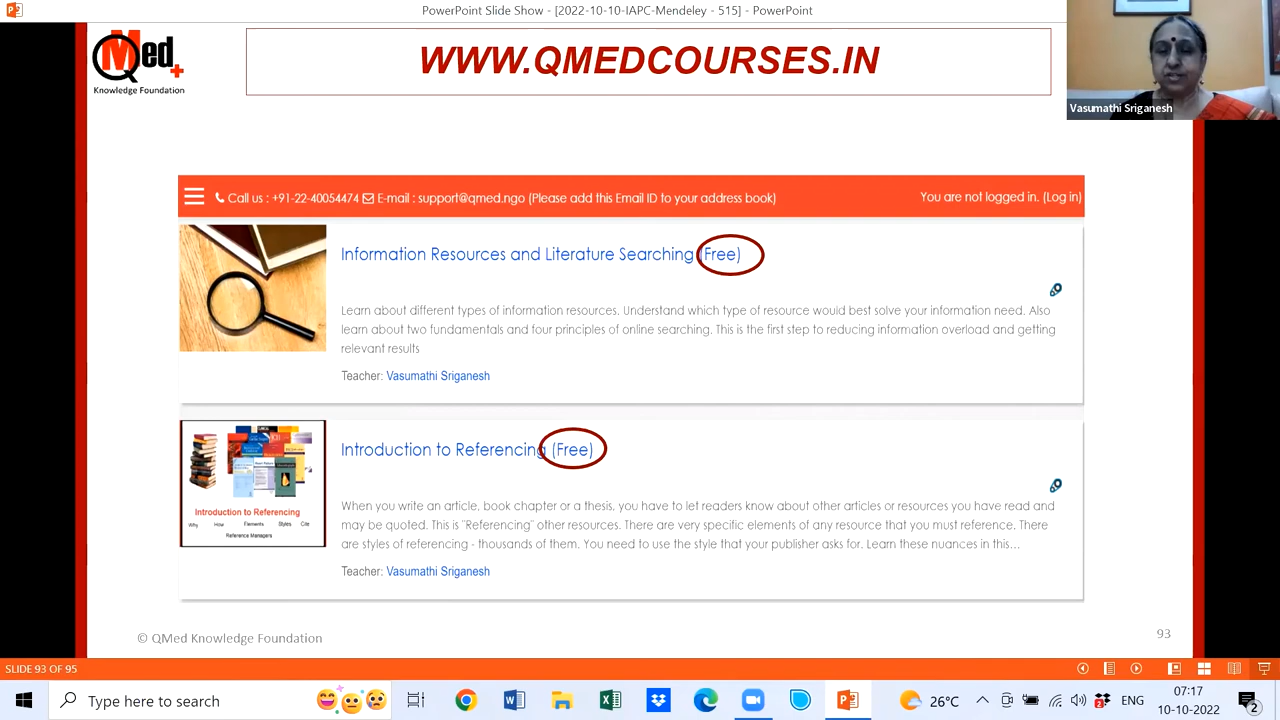 PowerPoint Slide Show - [2022-10-10-IAPC-Mendeley - 515] - PowerPoint
QMed
Knowledge Foundation
WWW.QMEDCOURSES.IN
Vasumathi Sriganesh
Call us : +91-22-40054474 E-mail : support@qmed.ngo (Please add this Email ID to your address book)
You are not logged in. (Log in)
Information Resources and Literature Searching (Free)
Learn about different types of information resources. Understand which type of resource would best solve your information need. Also
learn about two fundamentals and four principles of online searching. This is the first step to reducing information overload and getting
relevant results
Teacher: Vasumathi Sriganesh
Introduction to Referencing
Why How Elements Styles Cite
Reference Managers
Introduction to Referencing (Free)
When you write an article, book chapter or a thesis, you have to let readers know about other articles or resources you have read and
may be quoted. This is "Referencing" other resources. There are very specific elements of any resource that you must reference. There
are styles of referencing - thousands of them. You need to use the style that your publisher asks for. Learn these nuances in this...
Teacher: Vasumathi Sriganesh
© QMed Knowledge Foundation
93
SLIDE 93 OF 95
Type here to search
26°C
2
ENG
07:17
10-10-2022
2